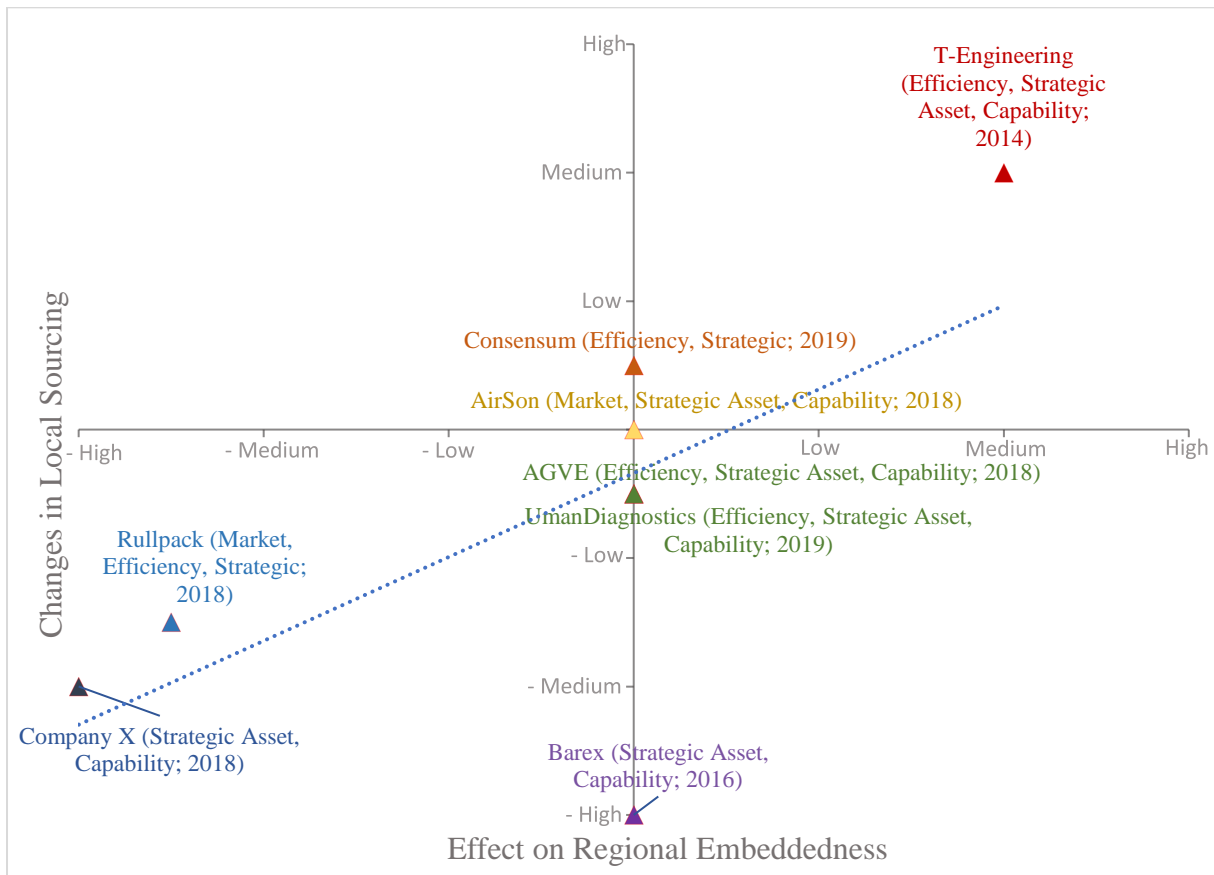 High
T-Engineering
(Efficiency, Strategic
Asset, Capability;
2014)
Medium
Low
Consensum (Efficiency, Strategic; 2019)
AirSon (Market, Strategic Asset, Capability; 2018)
- High
- Medium
- Low
Low
Medium
High
AGVE (Efficiency, Strategic Asset, Capability; 2018)
UmanDiagnostics (Efficiency, Strategic Asset,
Capability; 2019)
- Low
Rullpack (Market,
Efficiency, Strategic;
2018)
- Medium
Company X (Strategic Asset,
Capability; 2018)
Barex (Strategic Asset,
Capability; 2016)
- High
Changes in Local Sourcing
Effect on Regional Embeddedness